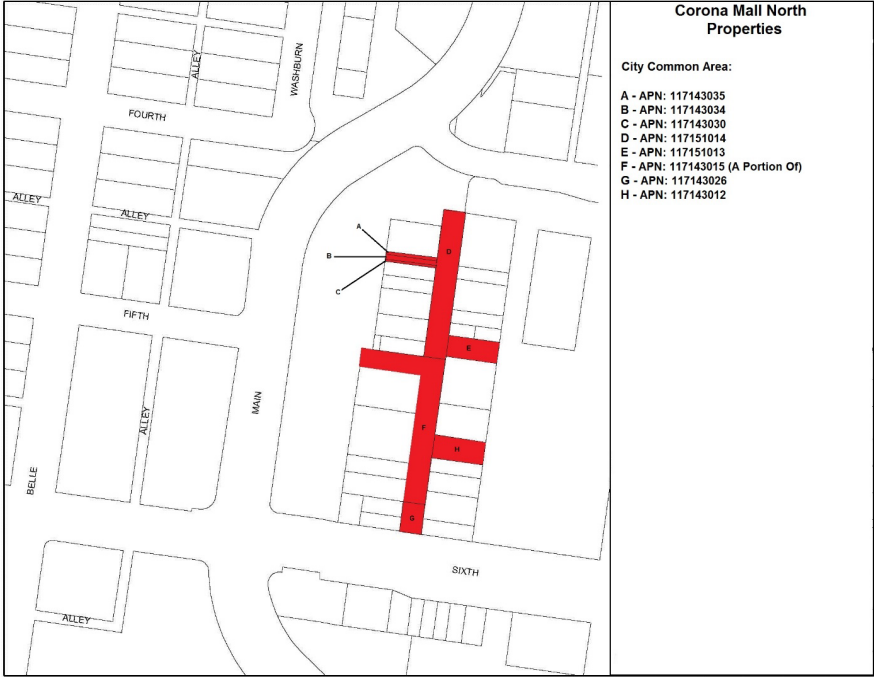 Corona Mall North
Properties
City Common Area:
A - APN: 117143035
B - APN: 117143034
C - APN: 117143030
D - APN: 117151014
E - APN: 117151013
F - APN: 117143015 (A Portion Of)
G - APN: 117143026
H - APN: 117143012
ALLEY
WASHBURN
FOURTH
ALLEY
ALLEY
A
B
C
D
FIFTH
E
MAIN
ALLEY
F
H
BELLE
G
SIXTH
ALLEY